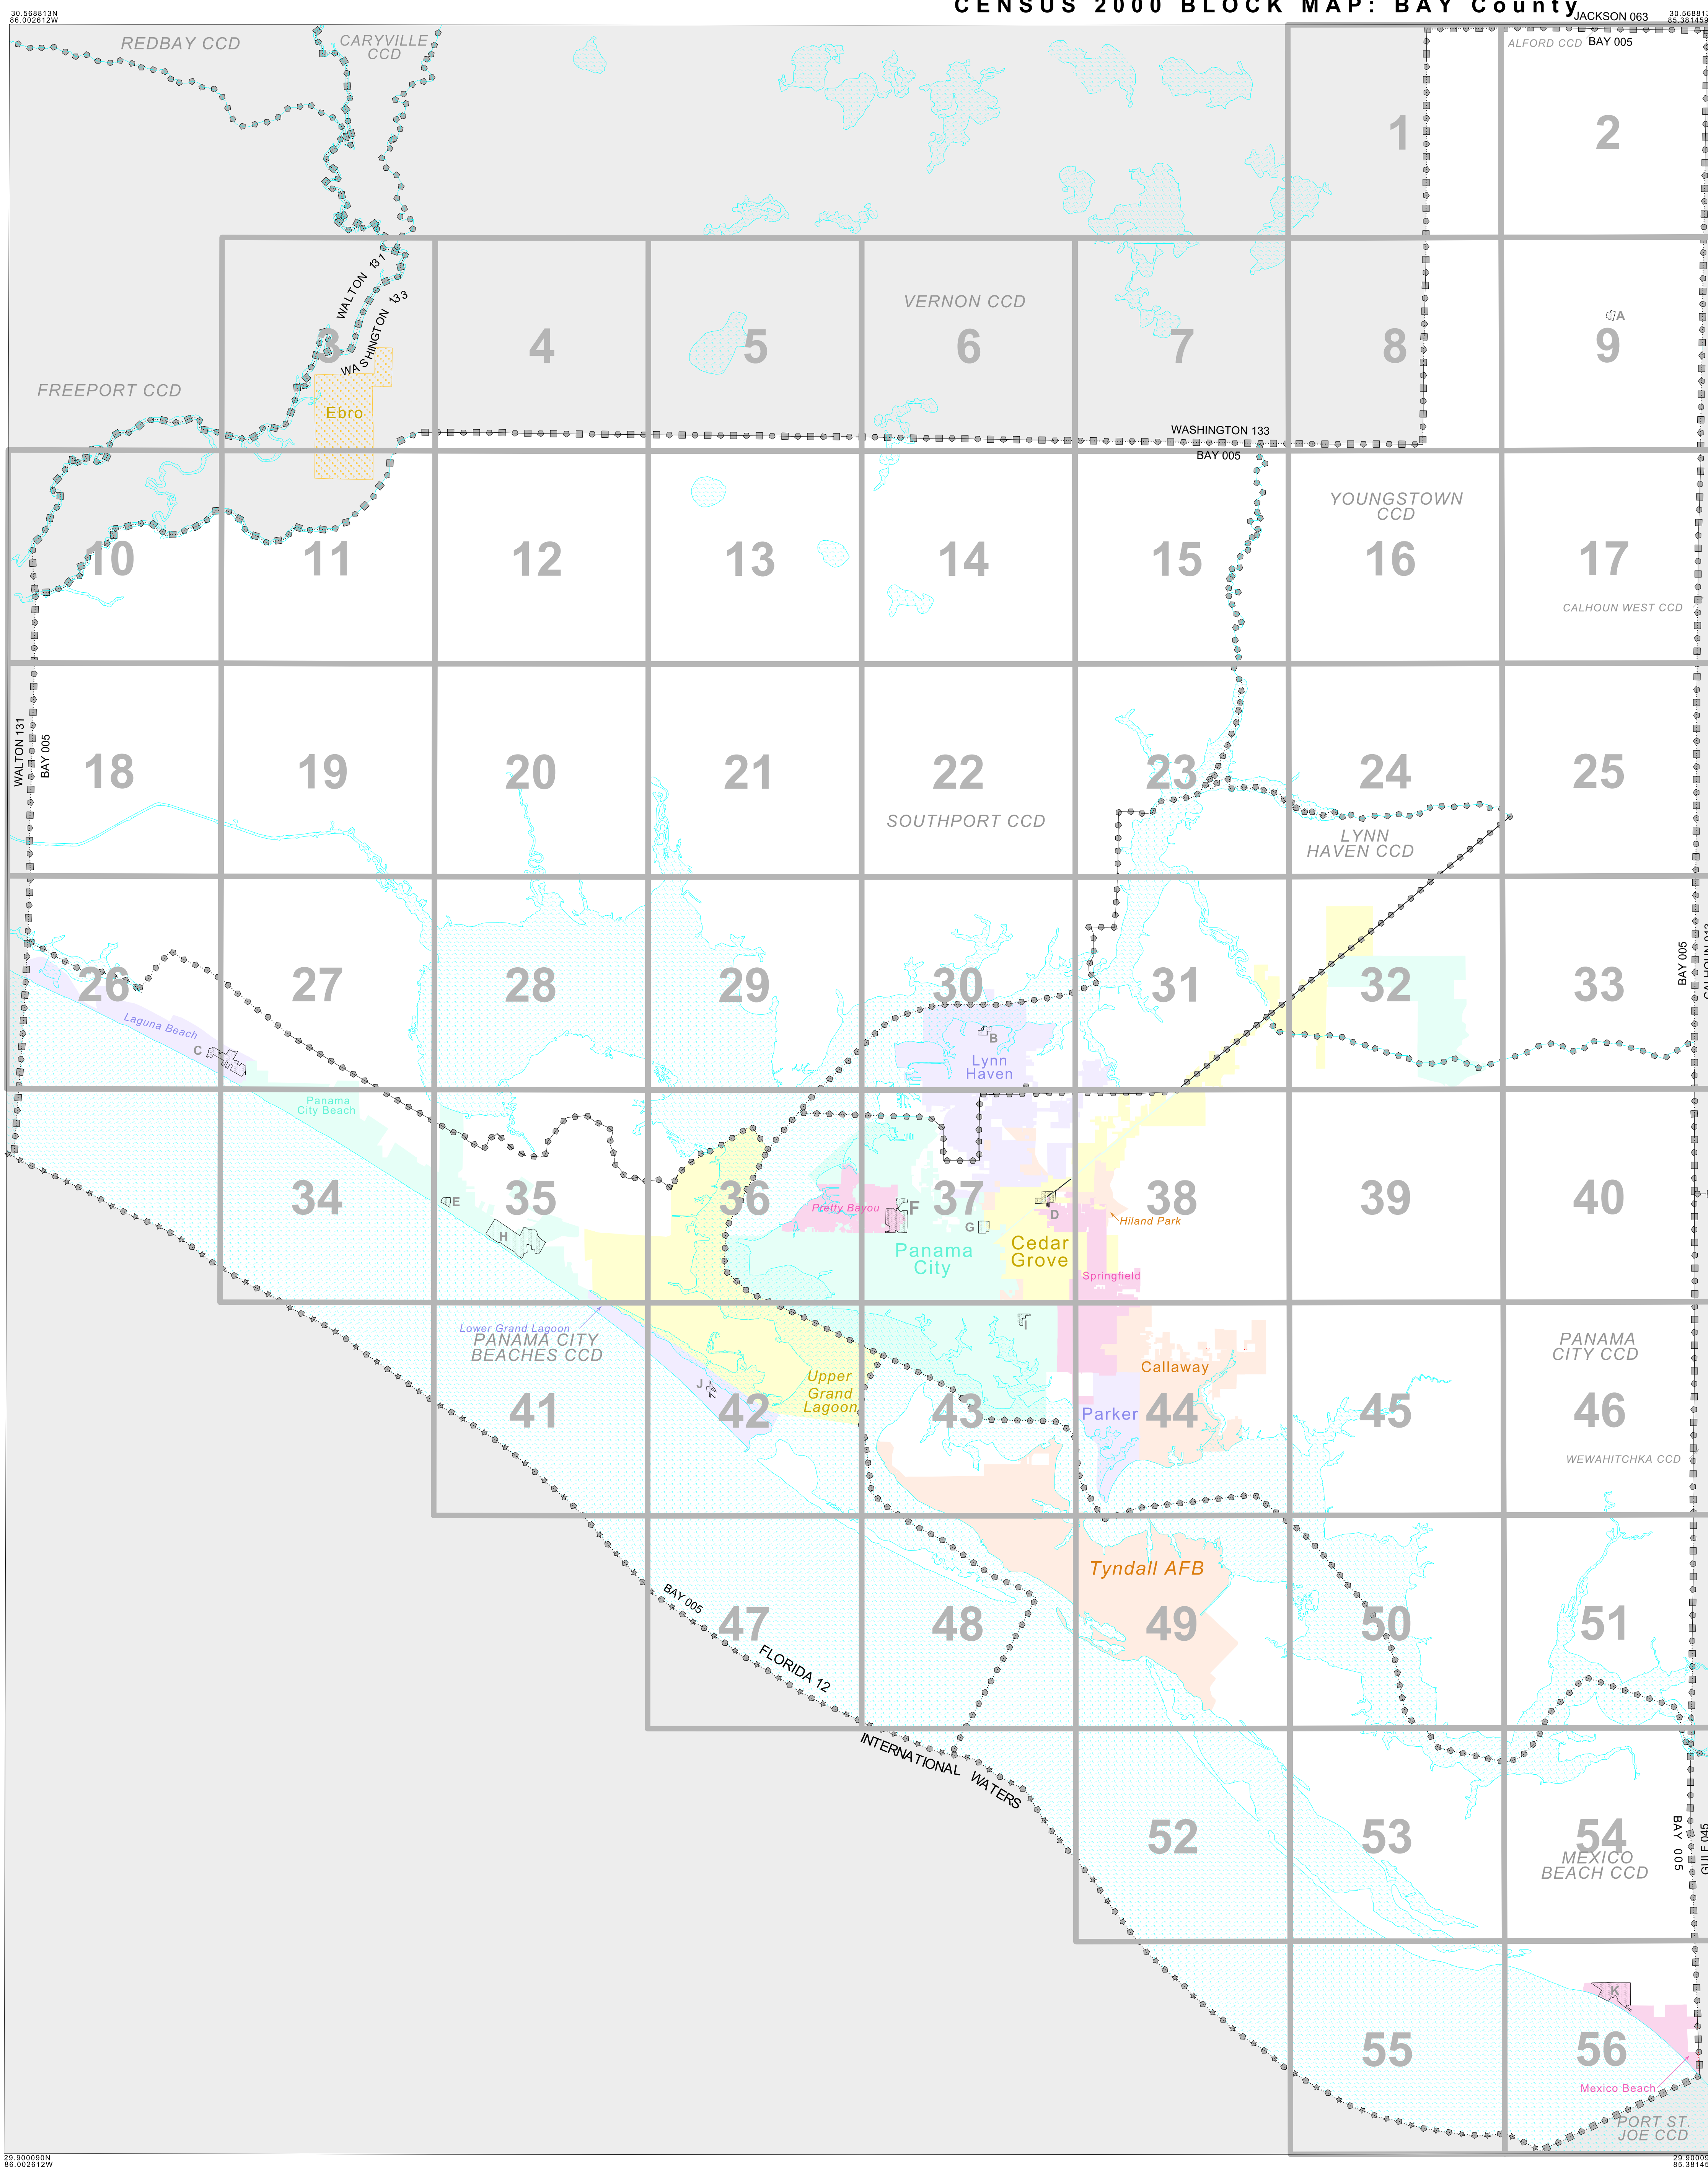 CENSUS 2000 BLOCK MAP: BAY County
30.568813N
86.002612W
JACKSON 063
BAY 005
REDBAY CCD
CARYVILLE
CCD
ALFORD CCD
1
2
WALTON 131
WASHINGTON 133
VERNON CCD
A
3
4
5
6
7
8
9
FREEPORT CCD
Ebro
WASHINGTON 133
BAY 005
YOUNGSTOWN
CCD
10
11
12
13
14
15
16
17
CALHOUN WEST CCD
WALTON 131
BAY 005
18
19
20
21
22
23
24
25
SOUTHPORT CCD
LYNN
HAVEN CCD
BAY 005
26
27
28
29
30
31
32
33
Laguna Beach
C
B
Lynn
Haven
Panama
City Beach
34
35
36
37
38
39
40
E
H
Pretty Bayou
F
G
D
Hiland Park
Panama
City
Cedar
Grove
Springfield
Lower Grand Lagoon
PANAMA CITY
BEACHES CCD
I
PANAMA
CITY CCD
Callaway
Upper
Grand
Lagoon
J
41
42
43
Parker
44
45
46
WEWAHITCHKA CCD
Tyndall AFB
BAY 005
FLORIDA 12
47
48
49
50
51
INTERNATIONAL WATERS
52
53
54
MEXICO
BEACH CCD
BAY 005
GULF 045
K
55
56
Mexico Beach
PORT ST.
JOE CCD
29.900090N
86.002612W